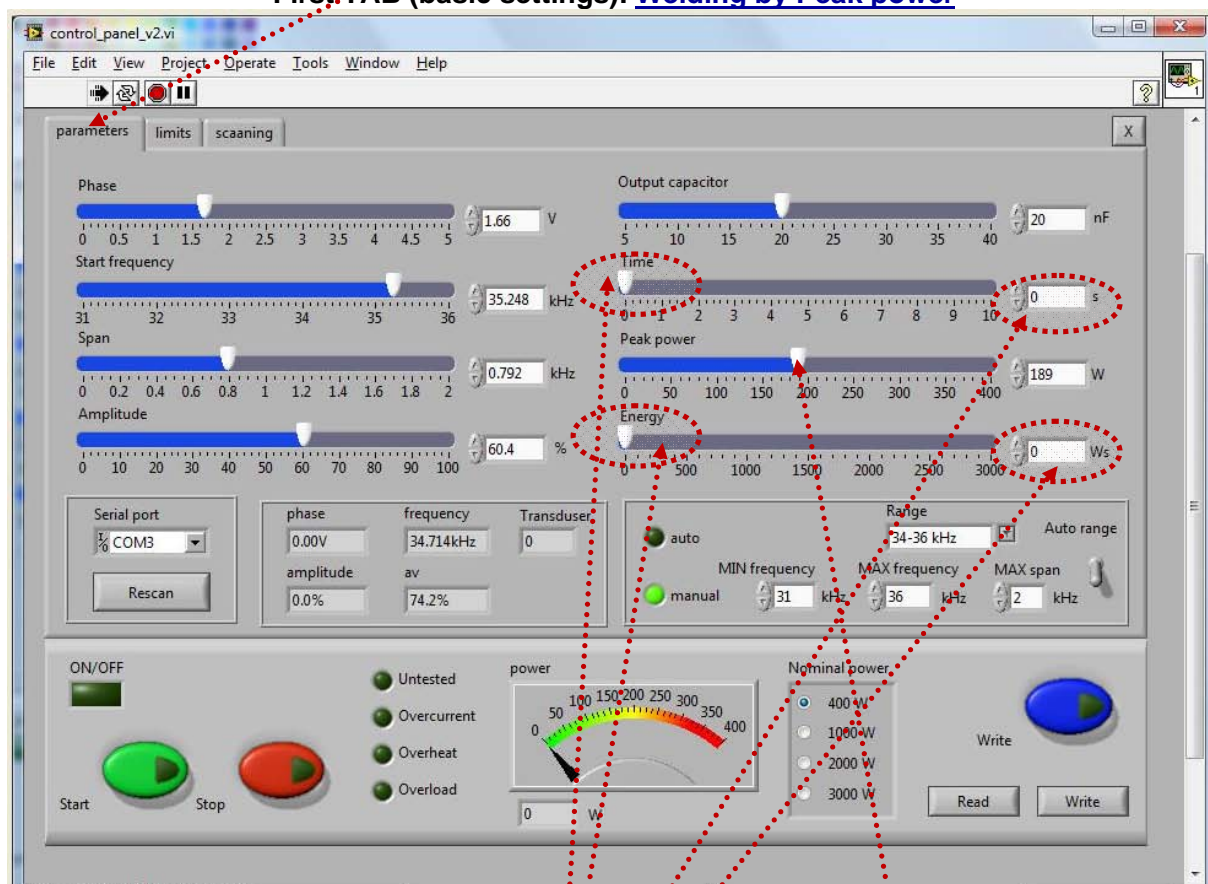 First TAB (basic settings): Welding by Peak power
control_panel_v2.vi
File Edit View Project Operate Tools Window Help
1
parameters limits scaaning X
Phase
1.66 V
0 0.5 1 1.5 2 2.5 3 3.5 4 4.5 5
Start frequency
35.248 kHz
31 32 33 34 35 36
Span
0.792 kHz
0 0.2 0.4 0.6 0.8 1 1.2 1.4 1.6 1.8 2
Amplitude
60.4 %
0 10 20 30 40 50 60 70 80 90 100
Output capacitor
20 nF
5 10 15 20 25 30 35 40
Time
0 s
0 1 2 3 4 5 6 7 8 9 10
Peak power
189 W
0 50 100 150 200 250 300 350 400
Energy
0 Ws
0 500 1000 1500 2000 2500 3000
Serial port
COM3
Rescan
phase frequency Transduser
0.00V 34.714kHz 0
amplitude av
0.0% 74.2%
Range
auto 34-36 kHz Auto range
MIN frequency MAX frequency MAX span
manual 31 kHz 36 kHz 2 kHz
ON/OFF
Start Stop
Untested
Overcurrent
Overheat
Overload
power
0 50 100 150 200 250 300 350 400
0 W
Nominal power
400 W
1000 W
2000 W
3000 W
Write
Read Write